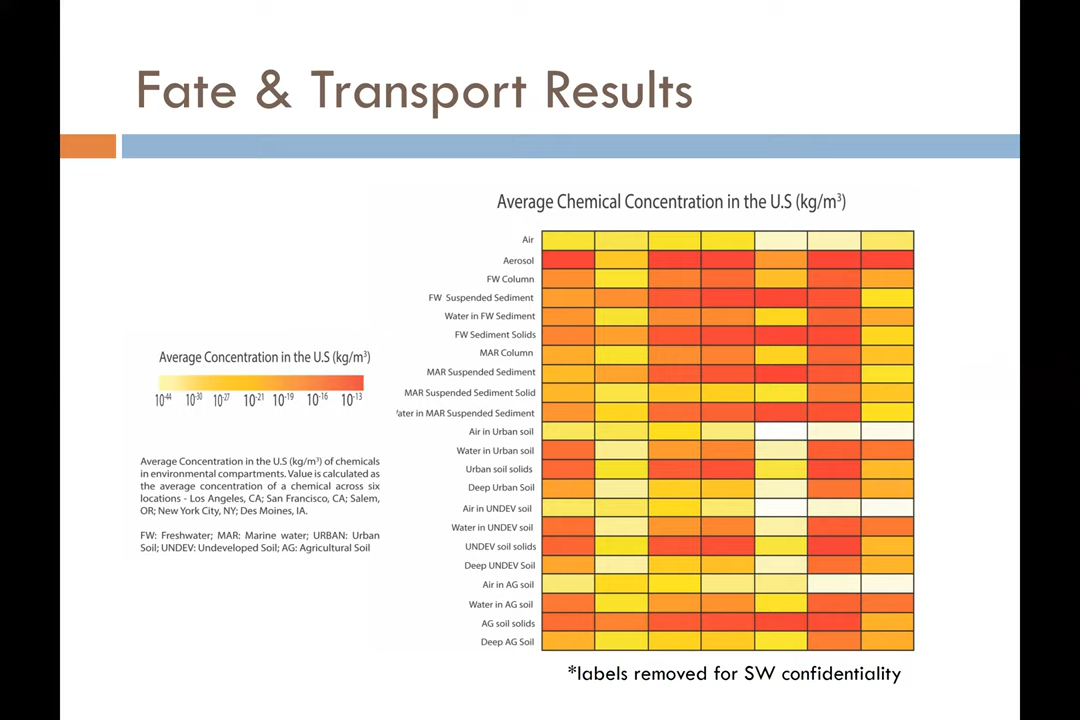 Fate & Transport Results
Average Chemical Concentration in the U.S (kg/m³)
Air
Aerosol
FW Column
FW Suspended Sediment
Water in FW Sediment
FW Sediment Solids
MAR Column
MAR Suspended Sediment
MAR Suspended Sediment Solid
ater in MAR Suspended Sediment
Air in Urban soil
Water in Urban soil
Urban soil solids
Deep Urban Soil
Air in UNDEV soil
Water in UNDEV soil
UNDEV soil solids
Deep UNDEV Soil
Air in AG soil
Water in AG soil
AG soil solids
Deep AG Soil
Average Concentration in the U.S (kg/m³)
10⁻⁴⁴ 10⁻³⁰ 10⁻²⁷ 10⁻²¹ 10⁻¹⁹ 10⁻¹⁶ 10⁻¹³
Average Concentration in the U.S (kg/m³) of chemicals
in environmental compartments. Value is calculated as
the average concentration of a chemical across six
locations - Los Angeles, CA; San Francisco, CA; Salem,
OR; New York City, NY; Des Moines, IA.
FW: Freshwater; MAR: Marine water; URBAN: Urban
Soil; UNDEV: Undeveloped Soil; AG: Agricultural Soil
*labels removed for SW confidentiality